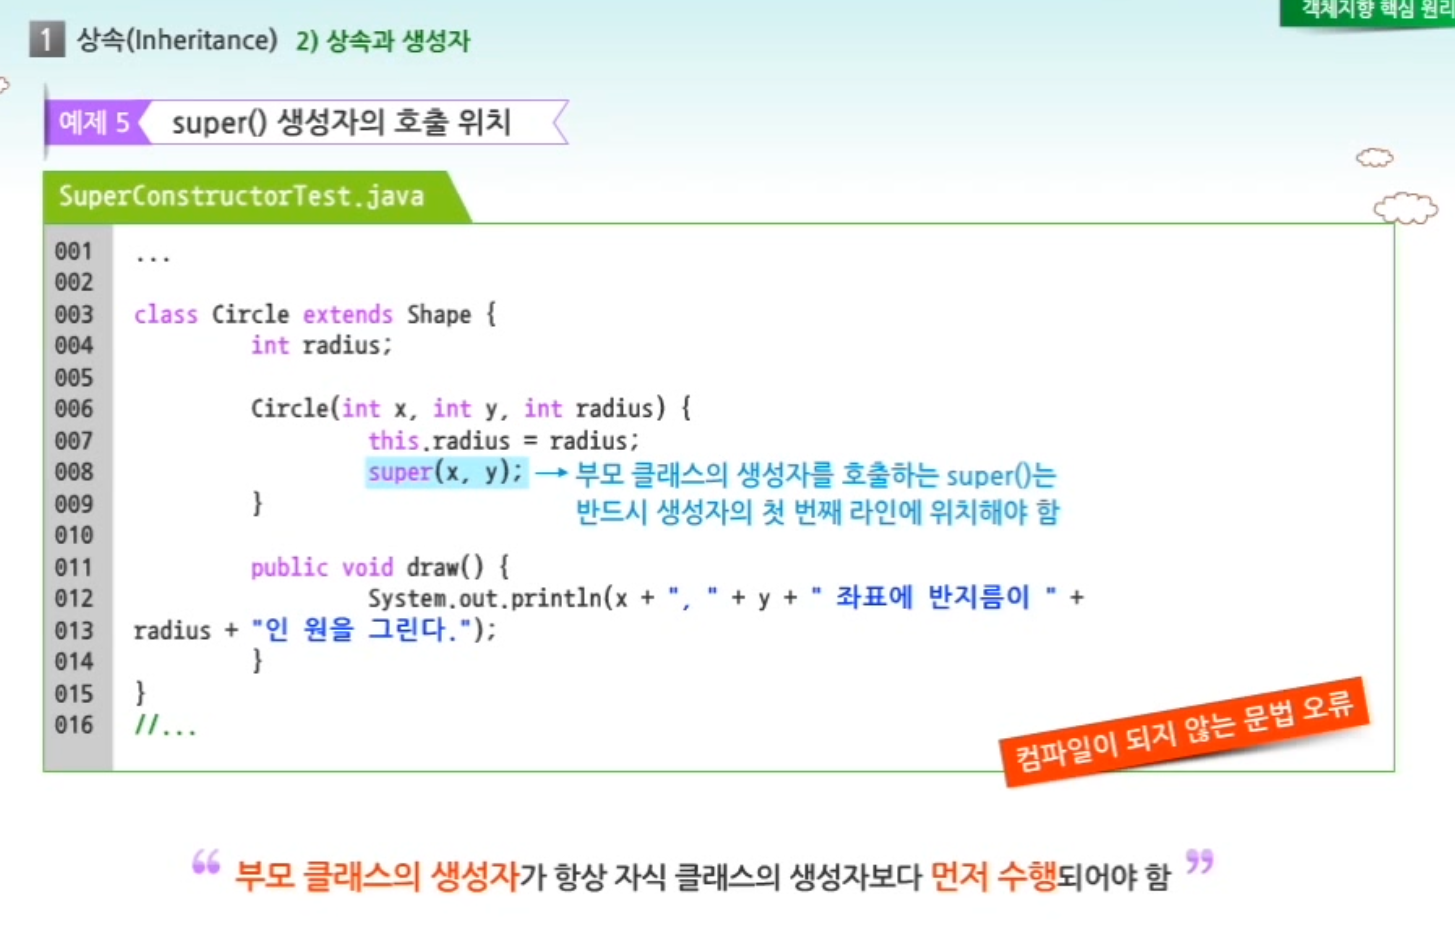 객체지향 핵심 원리
1 상속(Inheritance) 2) 상속과 생성자
예제 5 super() 생성자의 호출 위치
SuperConstructorTest.java
001 ...
002
003 class Circle extends Shape {
004 int radius;
005
006 Circle(int x, int y, int radius) {
007 this.radius = radius;
008 super(x, y); → 부모 클래스의 생성자를 호출하는 super()는
반드시 생성자의 첫 번째 라인에 위치해야 함
009 }
010
011 public void draw() {
012 System.out.println(x + ", " + y + " 좌표에 반지름이 " +
013 radius + "인 원을 그린다.");
014 }
015 }
016 //...
컴파일이 되지 않는 문법 오류
“ 부모 클래스의 생성자가 항상 자식 클래스의 생성자보다 먼저 수행되어야 함 ”